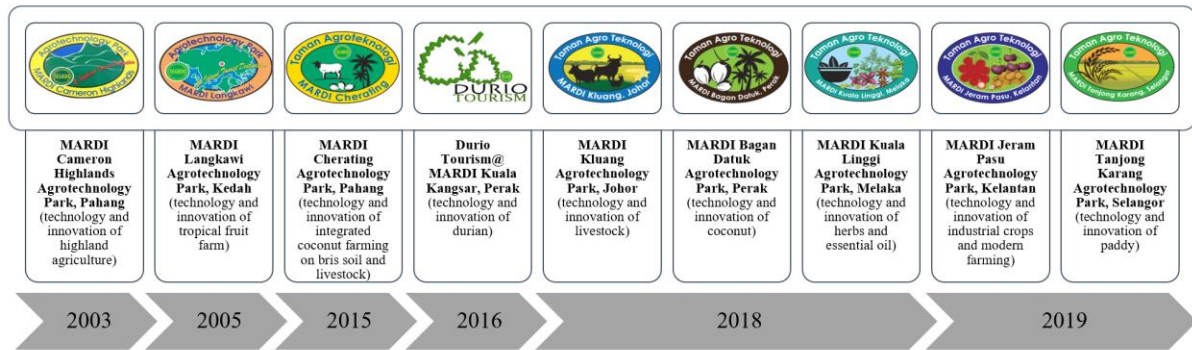 Agrotechnology Park
MARDI
MARDI Cameron Highlands
Agrotechnology Park
MARDI
MARDI Langkawi
Taman Agroteknologi
MARDI Cherating
DURIO
TOURISM
Taman Agro Teknologi
MARDI Kluang, Johor
Taman Agro Teknologi
MARDI Bagan Datuk, Perak
Taman Agro Teknologi
MARDI Kuala Linggi, Melaka
Taman Agro Teknologi
MARDI Jeram Pasu, Kelantan
Taman Agro Teknologi
MARDI Tanjong Karang, Selangor
MARDI
Cameron
Highlands
Agrotechnology
Park, Pahang
(technology and
innovation of
highland
agriculture)
MARDI
Langkawi
Agrotechnology
Park, Kedah
(technology and
innovation of
tropical fruit
farm)
MARDI
Cherating
Agrotechnology
Park, Pahang
(technology and
innovation of
integrated
coconut farming
on bris soil and
livestock)
Durio
Tourism@
MARDI Kuala
Kangsar, Perak
(technology and
innovation of
durian)
MARDI
Kluang
Agrotechnology
Park, Johor
(technology and
innovation of
livestock)
MARDI Bagan
Datuk
Agrotechnology
Park, Perak
(technology and
innovation of
coconut)
MARDI Kuala
Linggi
Agrotechnology
Park, Melaka
(technology and
innovation of
herbs and
essential oil)
MARDI Jeram
Pasu
Agrotechnology
Park, Kelantan
(technology and
innovation of
industrial crops
and modern
farming)
MARDI
Tanjong
Karang
Agrotechnology
Park, Selangor
(technology and
innovation of
paddy)
2003
2005
2015
2016
2018
2019